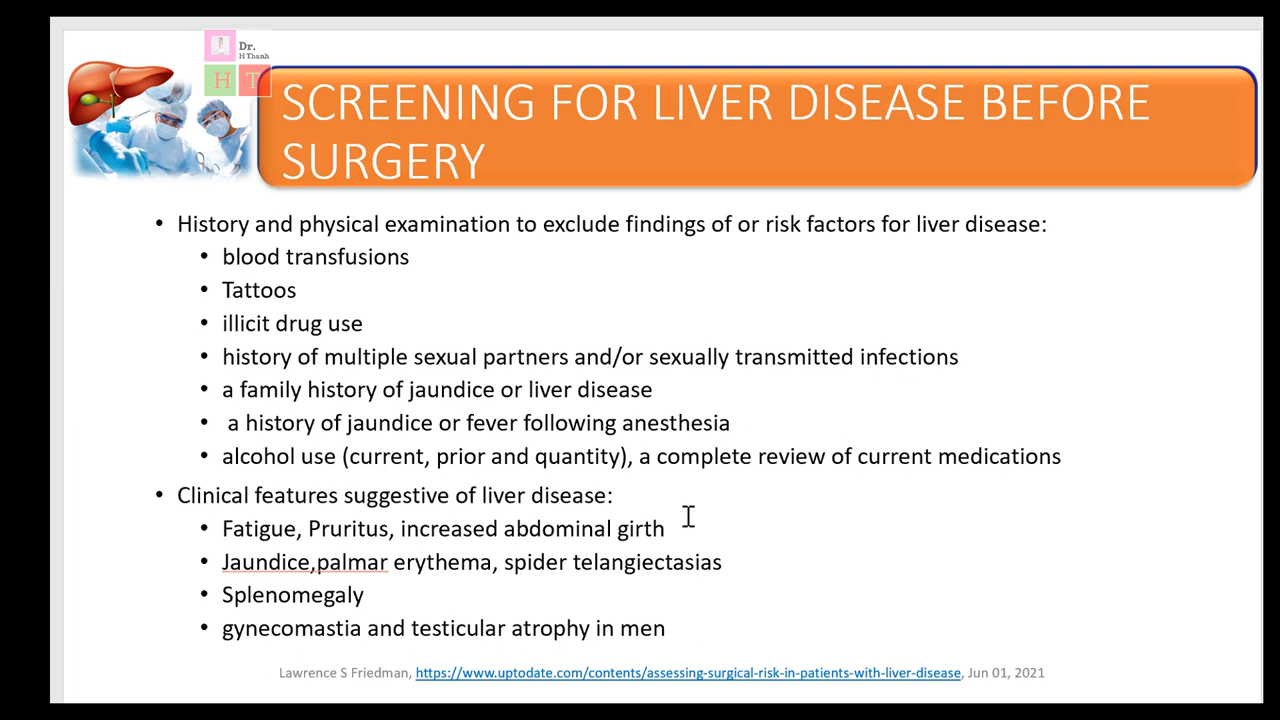 Dr.
H Thanh
H T
SCREENING FOR LIVER DISEASE BEFORE
SURGERY
• History and physical examination to exclude findings of or risk factors for liver disease:
• blood transfusions
• Tattoos
• illicit drug use
• history of multiple sexual partners and/or sexually transmitted infections
• a family history of jaundice or liver disease
• a history of jaundice or fever following anesthesia
• alcohol use (current, prior and quantity), a complete review of current medications
• Clinical features suggestive of liver disease:
• Fatigue, Pruritus, increased abdominal girth
• Jaundice,palmar erythema, spider telangiectasias
• Splenomegaly
• gynecomastia and testicular atrophy in men
Lawrence S Friedman, https://www.uptodate.com/contents/assessing-surgical-risk-in-patients-with-liver-disease, Jun 01, 2021